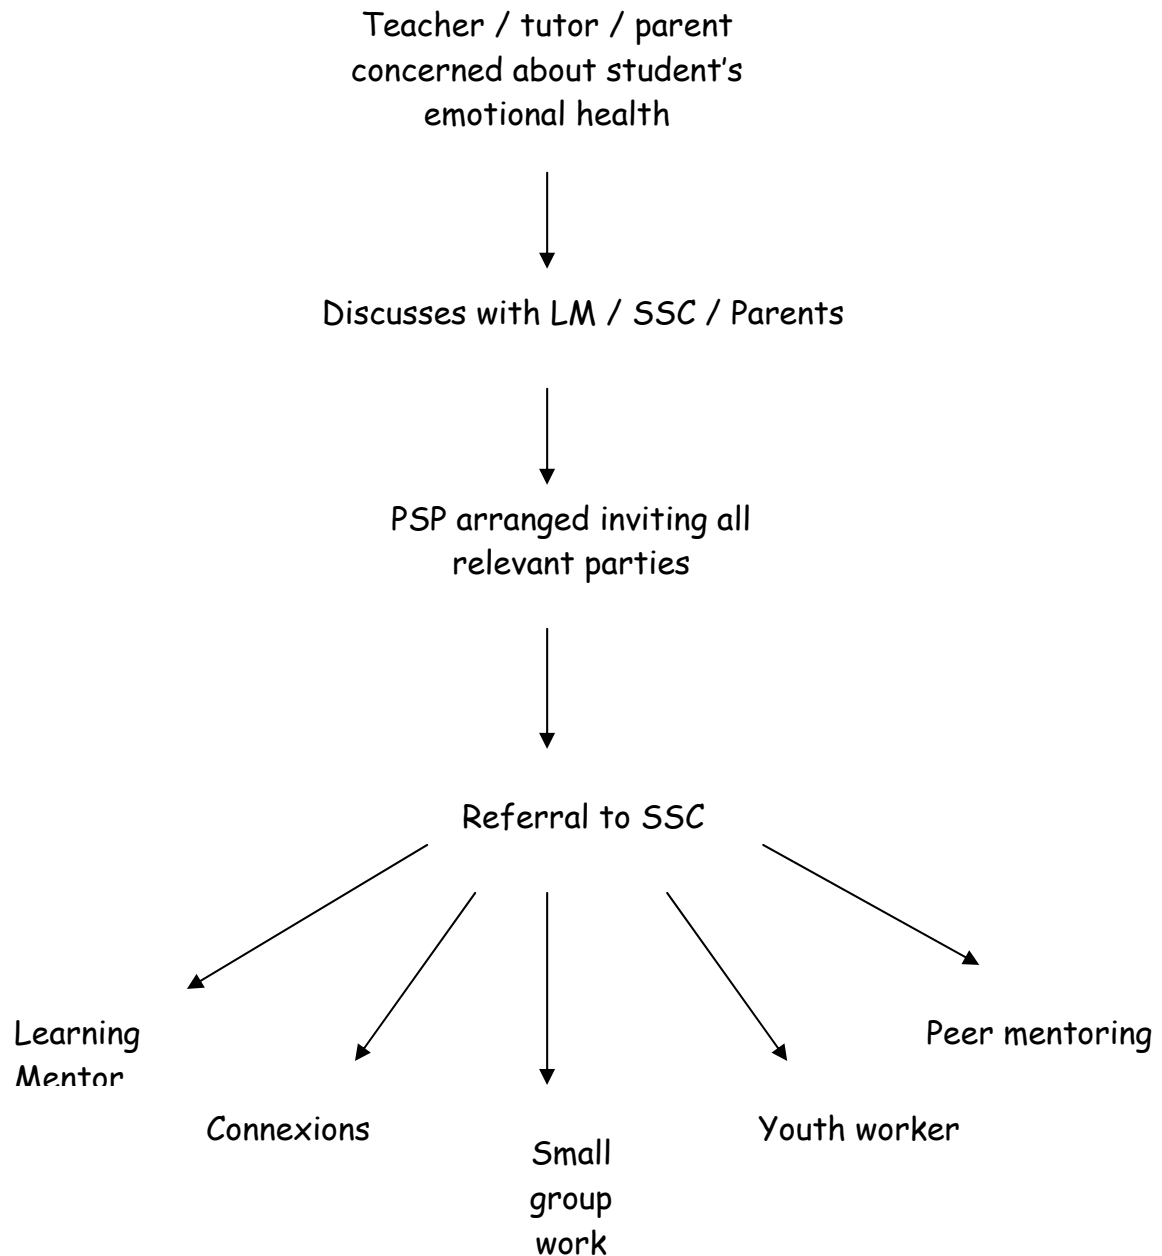 Teacher / tutor / parent
concerned about student's
emotional health
Discusses with LM / SSC / Parents
PSP arranged inviting all
relevant parties
Referral to SSC
Learning
Mentor
Connexions
Small
group
work
Youth worker
Peer mentoring